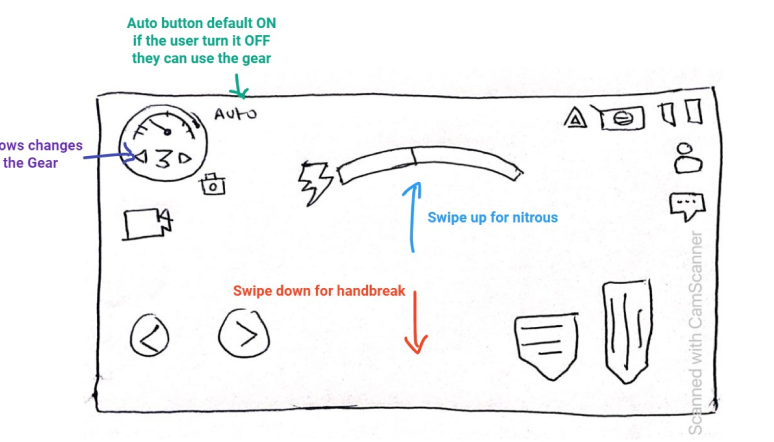 Auto button default ON
if the user turn it OFF
they can use the gear
AUTO
ows changes
the Gear
3
Swipe up for nitrous
Swipe down for handbreak
Scanned with CamScanner